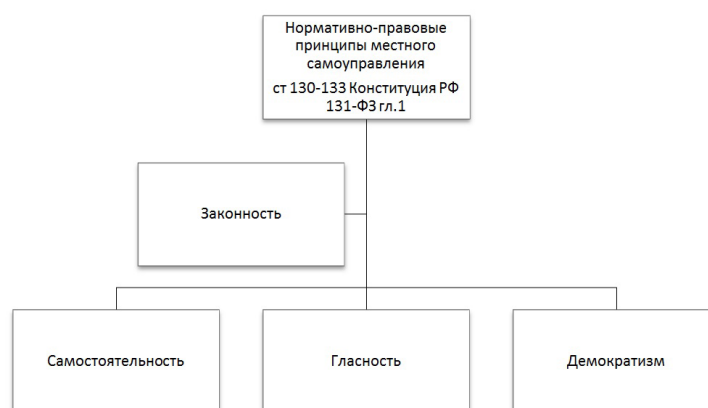 Нормативно-правовые
принципы местного
самоуправления
ст 130-133 Конституция РФ
131-ФЗ гл.1
Законность
Самостоятельность
Гласность
Демократизм